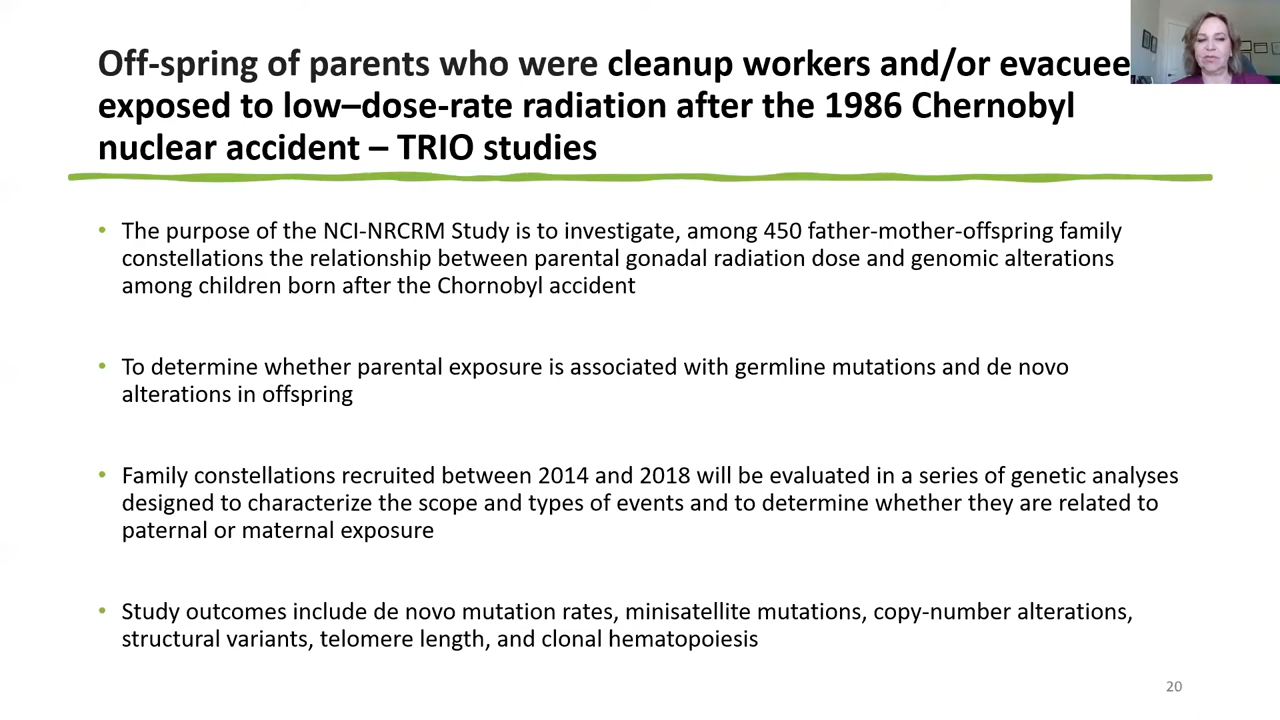 Off-spring of parents who were cleanup workers and/or evacuee
exposed to low–dose-rate radiation after the 1986 Chernobyl
nuclear accident – TRIO studies
• The purpose of the NCI-NRCRM Study is to investigate, among 450 father-mother-offspring family
constellations the relationship between parental gonadal radiation dose and genomic alterations
among children born after the Chornobyl accident
• To determine whether parental exposure is associated with germline mutations and de novo
alterations in offspring
• Family constellations recruited between 2014 and 2018 will be evaluated in a series of genetic analyses
designed to characterize the scope and types of events and to determine whether they are related to
paternal or maternal exposure
• Study outcomes include de novo mutation rates, minisatellite mutations, copy-number alterations,
structural variants, telomere length, and clonal hematopoiesis
20